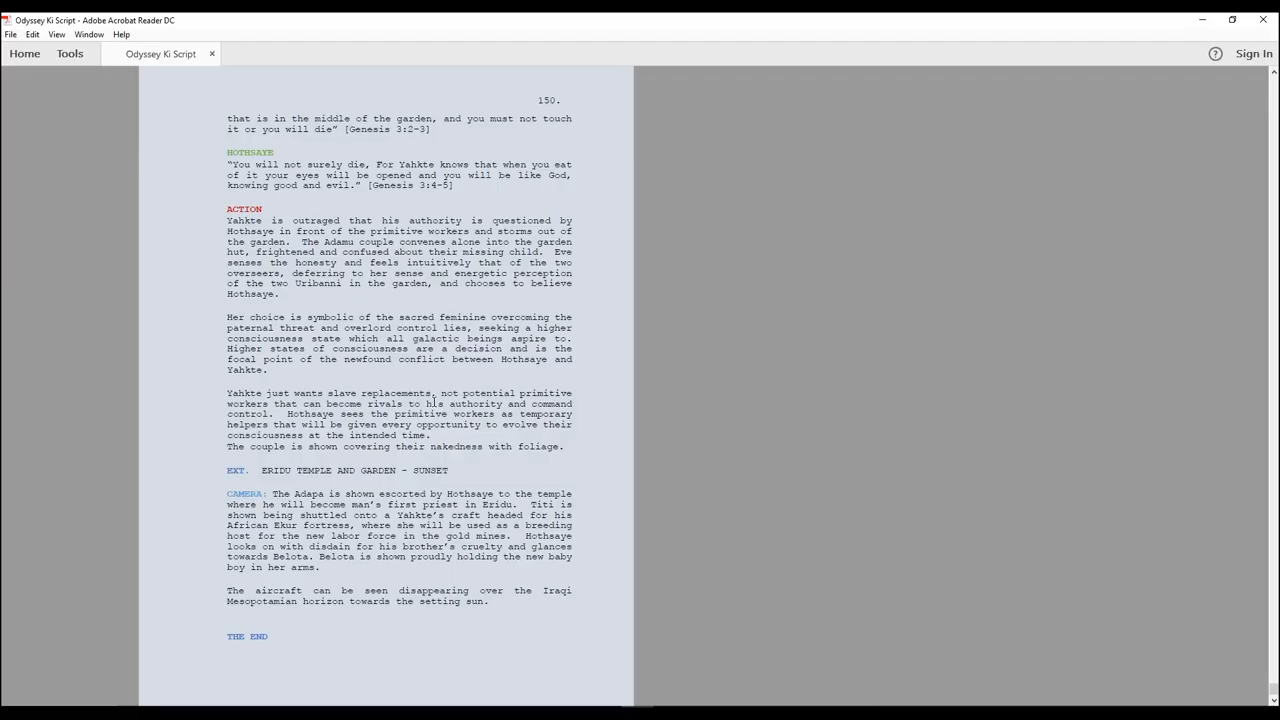 Odyssey Ki Script - Adobe Acrobat Reader DC
File Edit View Window Help
Home Tools Odyssey Ki Script × ? Sign In
150.
that is in the middle of the garden, and you must not touch
it or you will die” [Genesis 3:2-3]
HOTHSAYE
“You will not surely die, For Yahkte knows that when you eat
of it your eyes will be opened and you will be like God,
knowing good and evil.” [Genesis 3:4-5]
ACTION
Yahkte is outraged that his authority is questioned by
Hothsaye in front of the primitive workers and storms out of
the garden. The Adamu couple convenes alone into the garden
hut, frightened and confused about their missing child. Eve
senses the honesty and feels intuitively that of the two
overseers, deferring to her sense and energetic perception
of the two Uribanni in the garden, and chooses to believe
Hothsaye.
Her choice is symbolic of the sacred feminine overcoming the
paternal threat and overlord control lies, seeking a higher
consciousness state which all galactic beings aspire to.
Higher states of consciousness are a decision and is the
focal point of the newfound conflict between Hothsaye and
Yahkte.
Yahkte just wants slave replacements, not potential primitive
workers that can become rivals to his authority and command
control. Hothsaye sees the primitive workers as temporary
helpers that will be given every opportunity to evolve their
consciousness at the intended time.
The couple is shown covering their nakedness with foliage.
EXT. ERIDU TEMPLE AND GARDEN - SUNSET
CAMERA: The Adapa is shown escorted by Hothsaye to the temple
where he will become man’s first priest in Eridu. Titi is
shown being shuttled onto a Yahkte’s craft headed for his
African Ekur fortress, where she will be used as a breeding
host for the new labor force in the gold mines. Hothsaye
looks on with disdain for his brother’s cruelty and glances
towards Belota. Belota is shown proudly holding the new baby
boy in her arms.
The aircraft can be seen disappearing over the Iraqi
Mesopotamian horizon towards the setting sun.
THE END